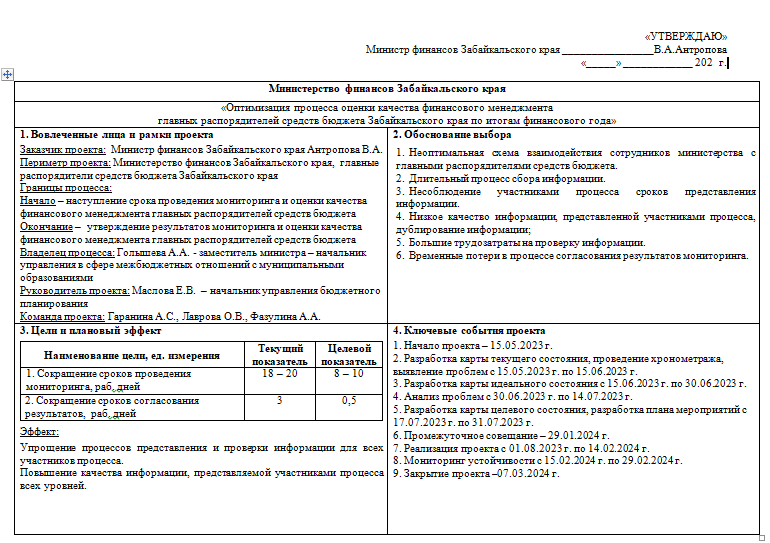 «УТВЕРЖДАЮ»
Министр финансов Забайкальского края _________________В.А.Антропова
«_____»_____________ 202 г.
Министерство финансов Забайкальского края
«Оптимизация процесса оценки качества финансового менеджмента
главных распорядителей средств бюджета Забайкальского края по итогам финансового года»
1. Вовлеченные лица и рамки проекта
Заказчик проекта: Министр финансов Забайкальского края Антропова В.А.
Периметр проекта: Министерство финансов Забайкальского края, главные
распорядители средств бюджета Забайкальского края
Границы процесса:
Начало – наступление срока проведения мониторинга и оценки качества
финансового менеджмента главных распорядителей средств бюджета
Окончание – утверждение результатов мониторинга и оценки качества
финансового менеджмента главных распорядителей средств бюджета
Владелец процесса: Голышева А.А. - заместитель министра – начальник
управления в сфере межбюджетных отношений с муниципальными
образованиями
Руководитель проекта: Маслова Е.В. – начальник управления бюджетного
планирования
Команда проекта: Гаранина А.С., Лаврова О.В., Фазулина А.А.
2. Обоснование выбора
1. Неоптимальная схема взаимодействия сотрудников министерства с
главными распорядителями средств бюджета.
2. Длительный процесс сбора информации.
3. Несоблюдение участниками процесса сроков представления
информации.
4. Низкое качество информации, представленной участниками процесса,
дублирование информации;
5. Большие трудозатраты на проверку информации.
6. Временные потери в процессе согласования результатов мониторинга.
3. Цели и плановый эффект
Наименование цели, ед. измерения
Текущий показатель
Целевой показатель
1. Сокращение сроков проведения
мониторинга, раб. дней
18 – 20
8 – 10
2. Сокращение сроков согласования
результатов, раб. дней
3
0,5
Эффект:
Упрощение процессов представления и проверки информации для всех
участников процесса.
Повышение качества информации, представляемой участниками процесса
всех уровней.
4. Ключевые события проекта
1. Начало проекта – 15.05.2023 г.
2. Разработка карты текущего состояния, проведение хронометража,
выявление проблем с 15.05.2023 г. по 15.06.2023 г.
3. Разработка карты идеального состояния с 15.06.2023 г. по 30.06.2023 г.
4. Анализ проблем с 30.06.2023 г. по 14.07.2023 г.
5. Разработка карты целевого состояния, разработка плана мероприятий с
17.07.2023 г. по 31.07.2023 г.
6. Промежуточное совещание – 29.01.2024 г.
7. Реализация проекта с 01.08.2023 г. по 14.02.2024 г.
8. Мониторинг устойчивости с 15.02.2024 г. по 29.02.2024 г.
9. Закрытие проекта –07.03.2024 г.